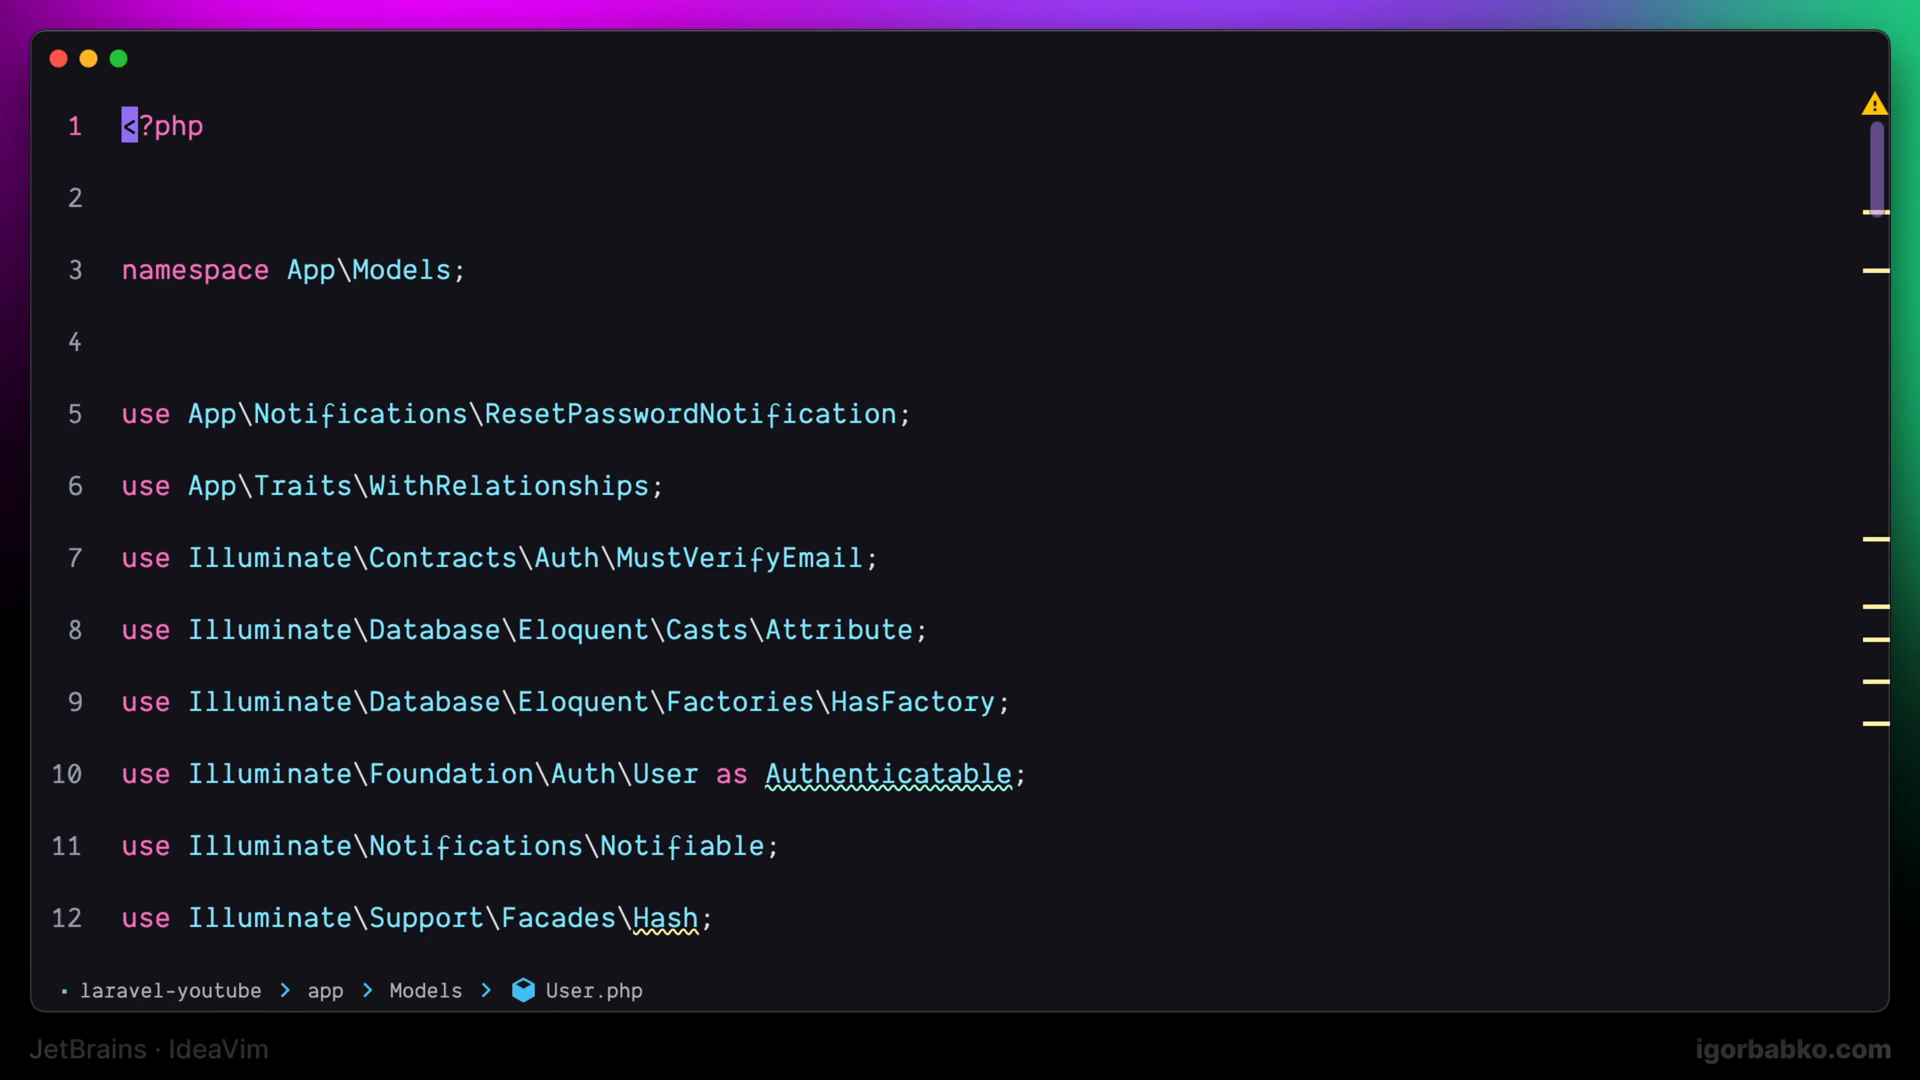 1 <?php
2
3 namespace App\Models;
4
5 use App\Notifications\ResetPasswordNotification;
6 use App\Traits\WithRelationships;
7 use Illuminate\Contracts\Auth\MustVerifyEmail;
8 use Illuminate\Database\Eloquent\Casts\Attribute;
9 use Illuminate\Database\Eloquent\Factories\HasFactory;
10 use Illuminate\Foundation\Auth\User as Authenticatable;
11 use Illuminate\Notifications\Notifiable;
12 use Illuminate\Support\Facades\Hash;
laravel-youtube > app > Models > User.php
JetBrains · IdeaVim
igorbabko.com